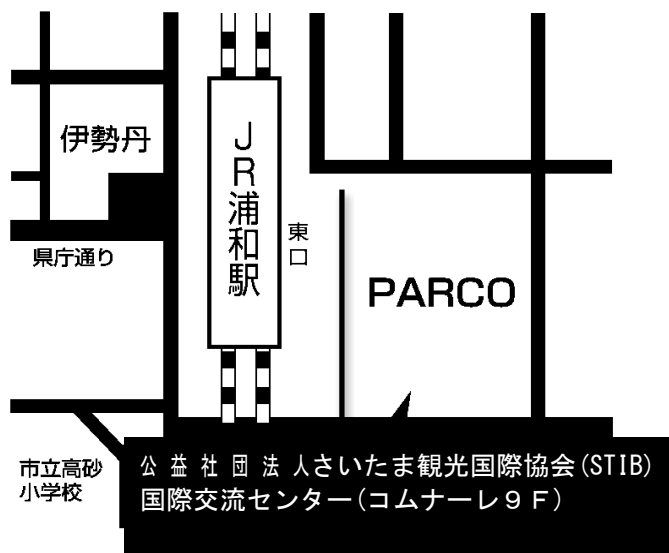 伊勢丹
県庁通り
JR浦和駅
東口
PARCO
市立高砂
小学校
公益社団法人さいたま観光国際協会(STIB)
国際交流センター(コムナーレ9F)